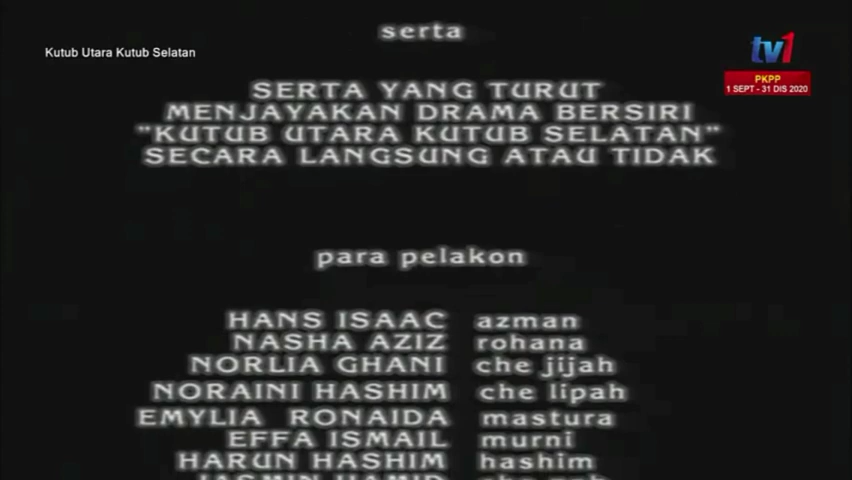 serta
Kutub Utara Kutub Selatan
tv1
PKPP
1 SEPT - 31 DIS 2020
SERTA YANG TURUT
MENJAYAKAN DRAMA BERSIRI
"KUTUB UTARA KUTUB SELATAN"
SECARA LANGSUNG ATAU TIDAK
para pelakon
HANS ISAAC azman
NASHA AZIZ rohana
NORLIA GHANI che jijah
NORAINI HASHIM che lipah
EMYLIA RONAIDA mastura
EFFA ISMAIL murni
HARUN HASHIM hashim
JASMIN HAMID